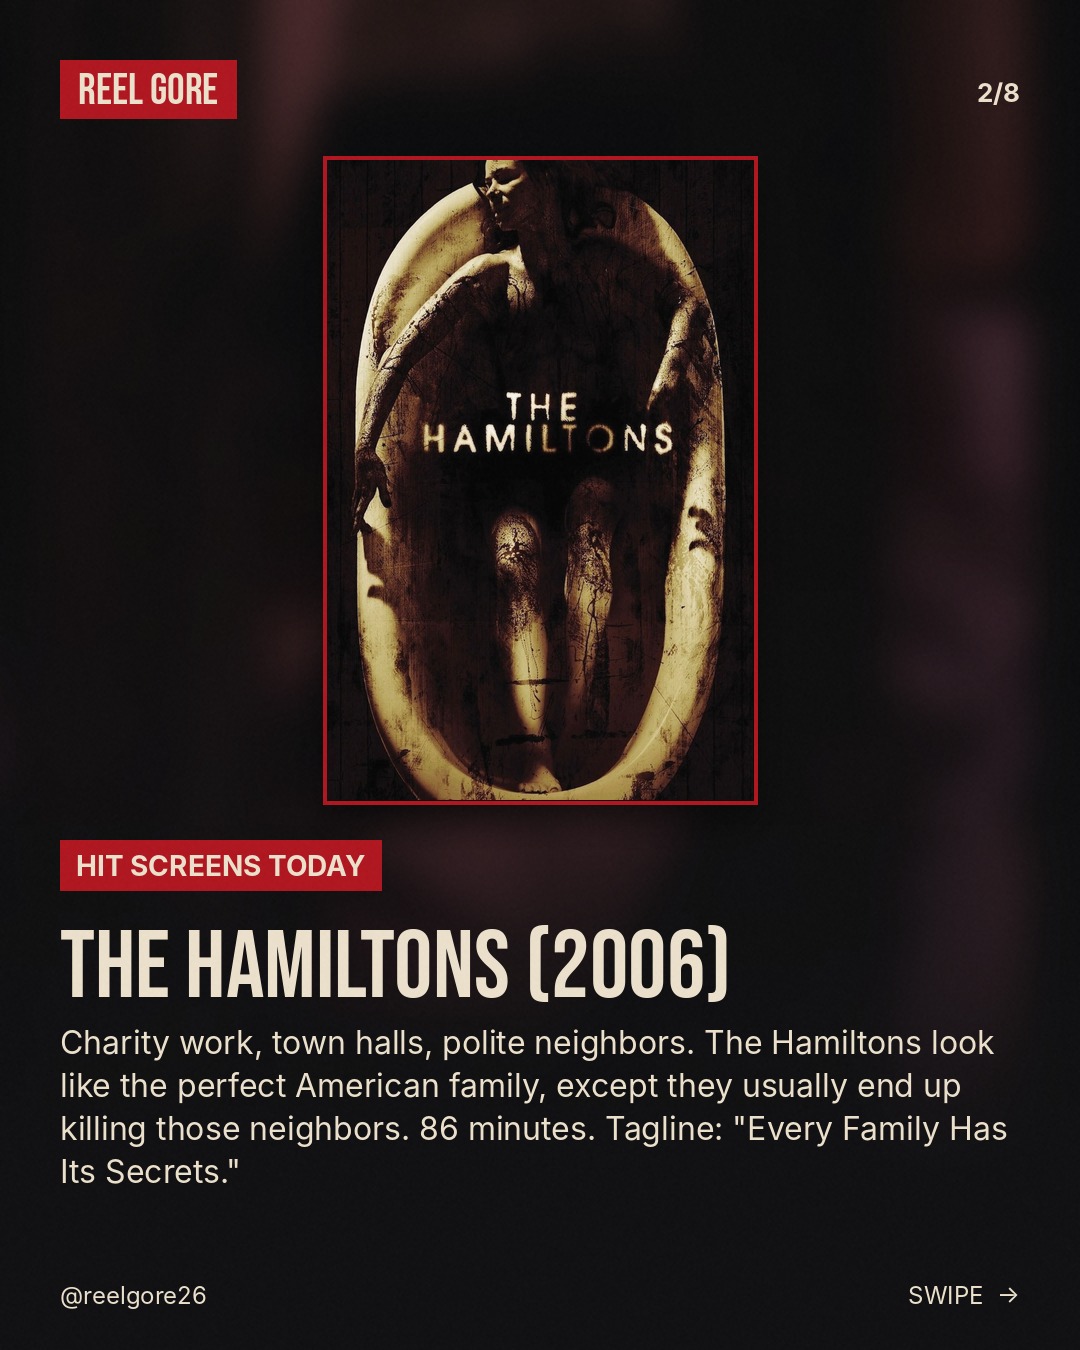 REEL GORE
2/8
THE
HAMILTONS
HIT SCREENS TODAY
THE HAMILTONS (2006)
Charity work, town halls, polite neighbors. The Hamiltons look
like the perfect American family, except they usually end up
killing those neighbors. 86 minutes. Tagline: "Every Family Has
Its Secrets."
@reelgore26
SWIPE →